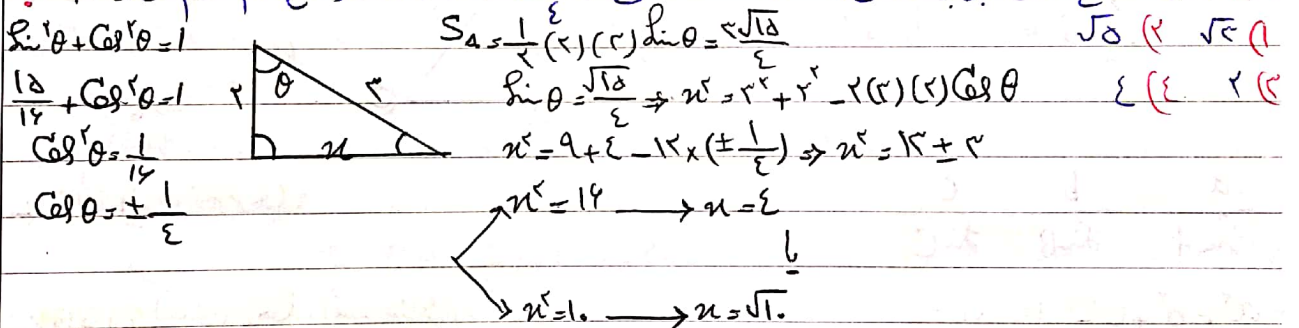 √۵ (۲  √۳ (۱
۴ (۴  ۲ (۳
Sin²θ + Cos²θ = ۱
۱۵/۱۶ + Cos²θ = ۱
Cos²θ = ۱/۱۶
Cosθ = ± ۱/۴
۲ θ ۳ x
S∆ = ۱/۲ (۲)(۳) Sinθ = ۳√۱۵/۴
Sinθ = √۱۵/۴ ⇒ x² = ۳² + ۲² - ۲(۳)(۲) Cosθ
x² = ۹ + ۴ - ۱۲ × (± ۱/۴) ⇒ x² = ۱۳ ± ۳
x² = ۱۶ → x = ۴
یا
x² = ۱۰ → x = √۱۰